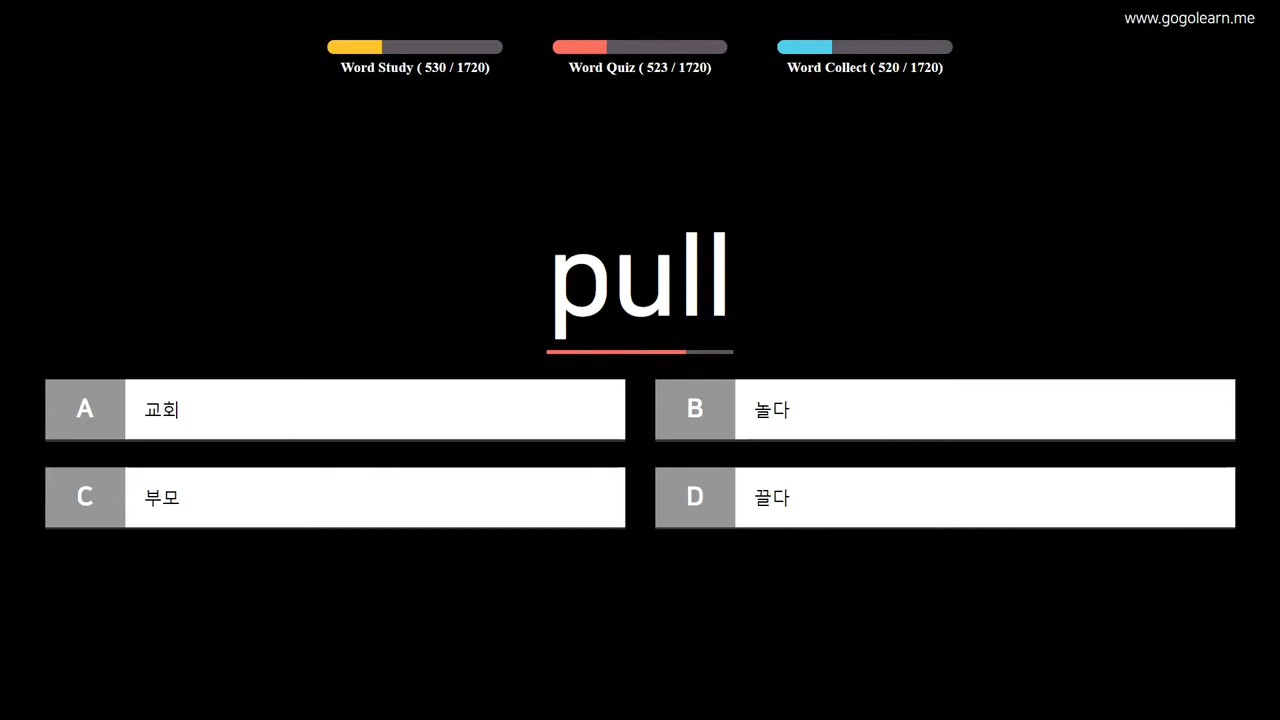 www.gogolearn.me
Word Study ( 530 / 1720)
Word Quiz ( 523 / 1720)
Word Collect ( 520 / 1720)
pull
A 교회
B 놀다
C 부모
D 끌다